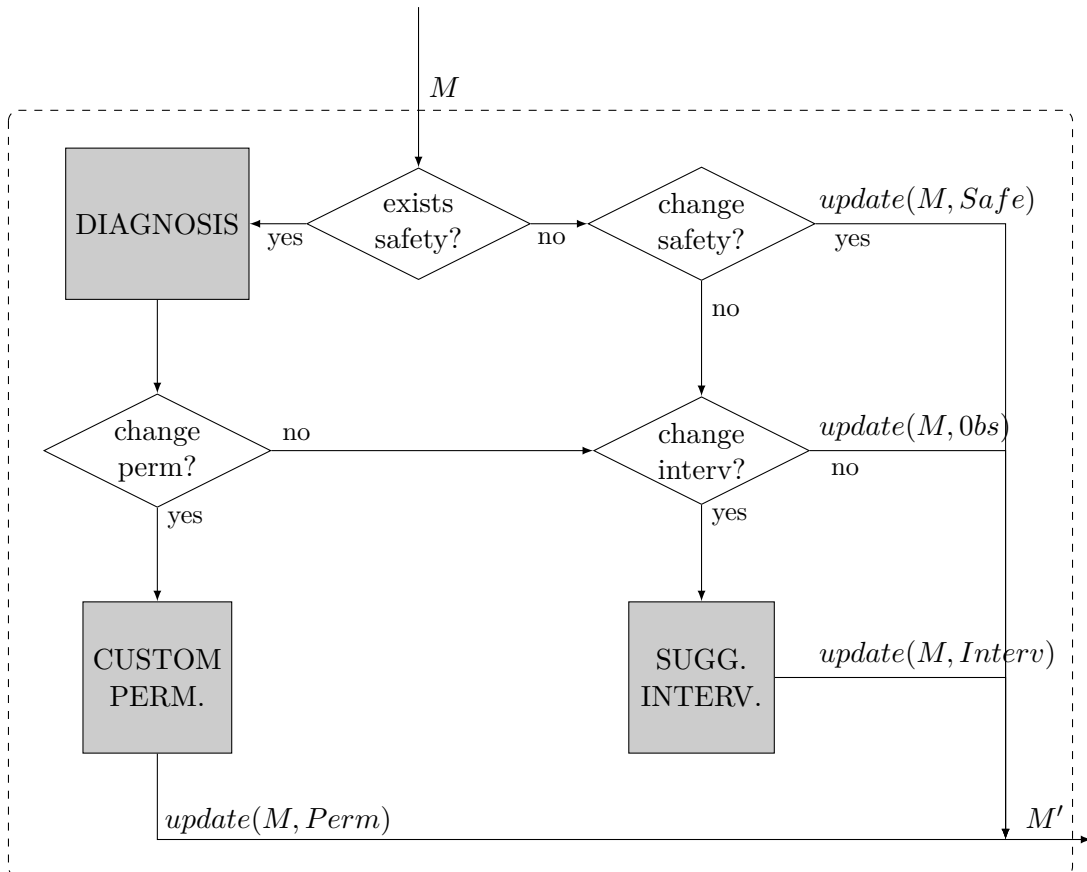 M
DIAGNOSIS
yes
exists
safety?
no
change
safety?
update(M, Safe)
yes
no
change
perm?
no
yes
change
interv?
update(M, 0bs)
no
yes
CUSTOM
PERM.
SUGG.
INTERV.
update(M, Interv)
update(M, Perm)
M′